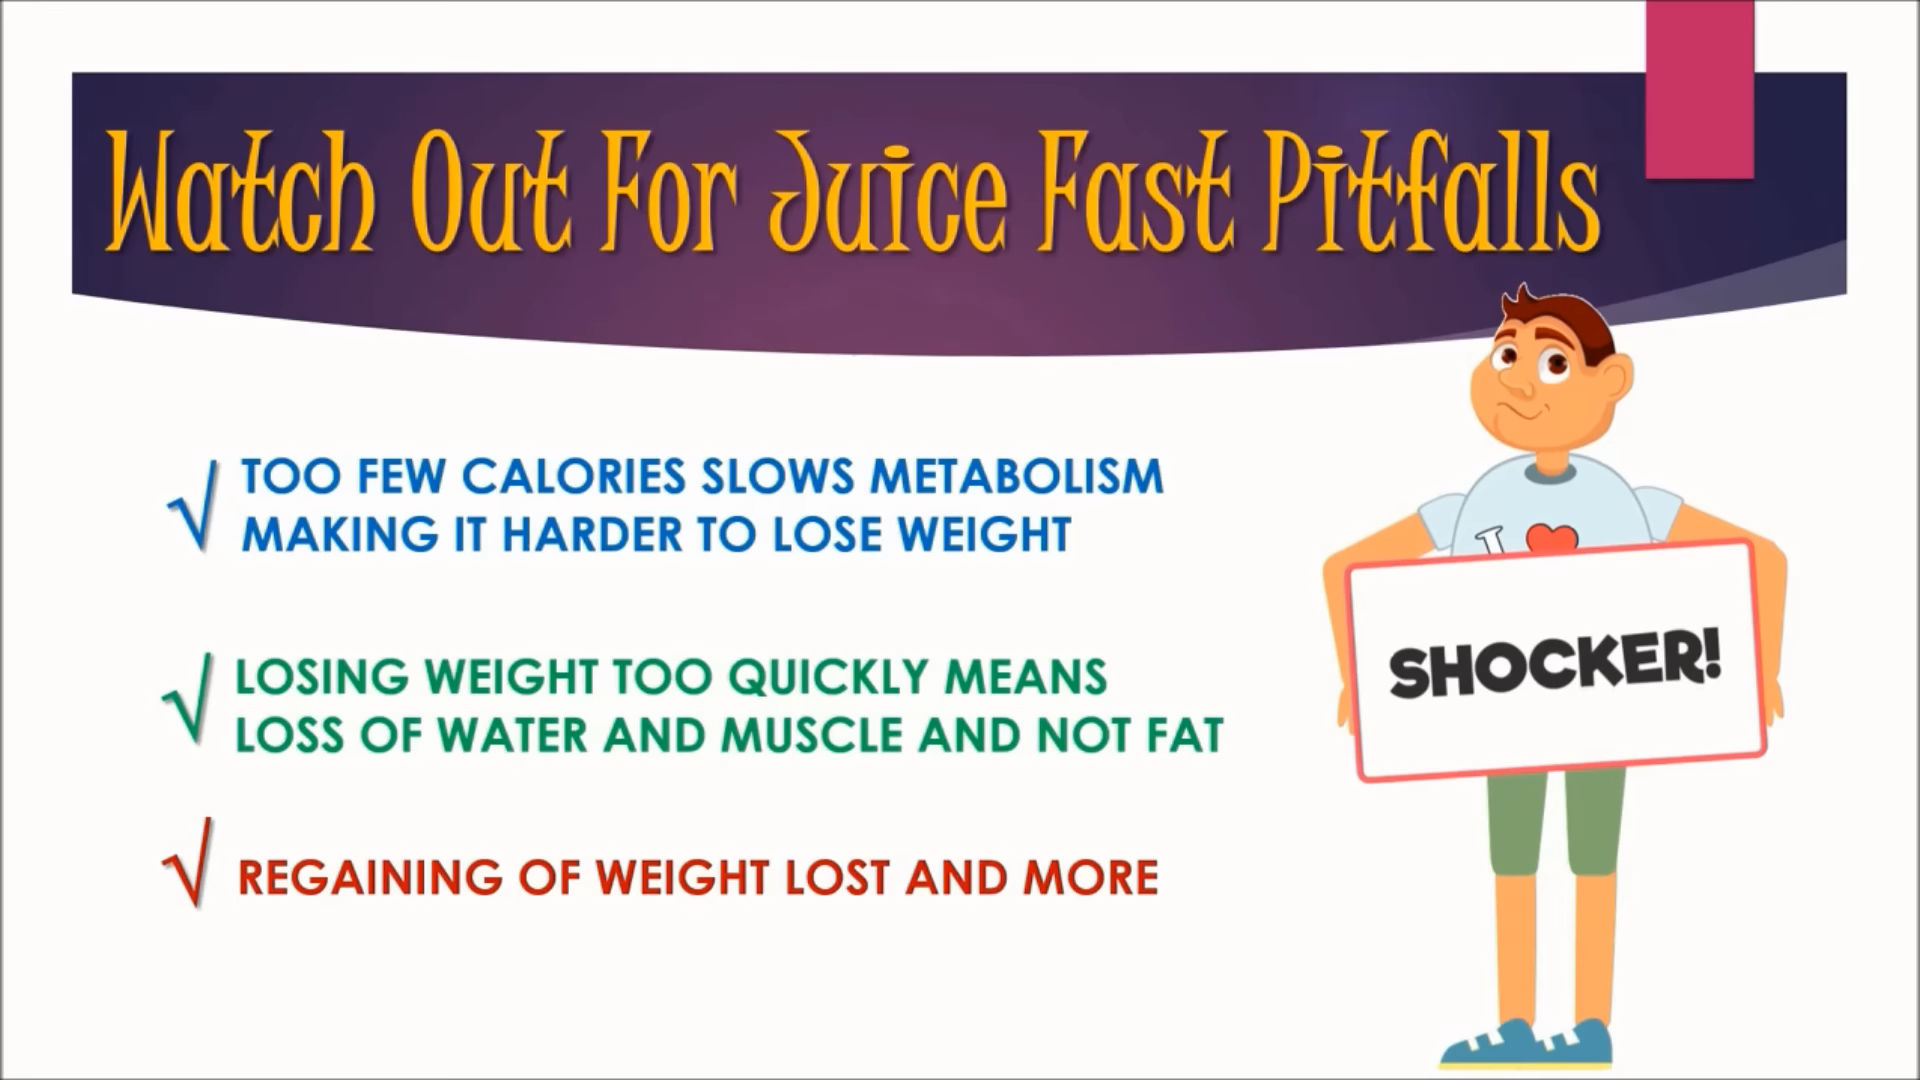 Watch Out For Juice Fast Pitfalls
√ TOO FEW CALORIES SLOWS METABOLISM
MAKING IT HARDER TO LOSE WEIGHT
√ LOSING WEIGHT TOO QUICKLY MEANS
LOSS OF WATER AND MUSCLE AND NOT FAT
√ REGAINING OF WEIGHT LOST AND MORE
I ❤
SHOCKER!